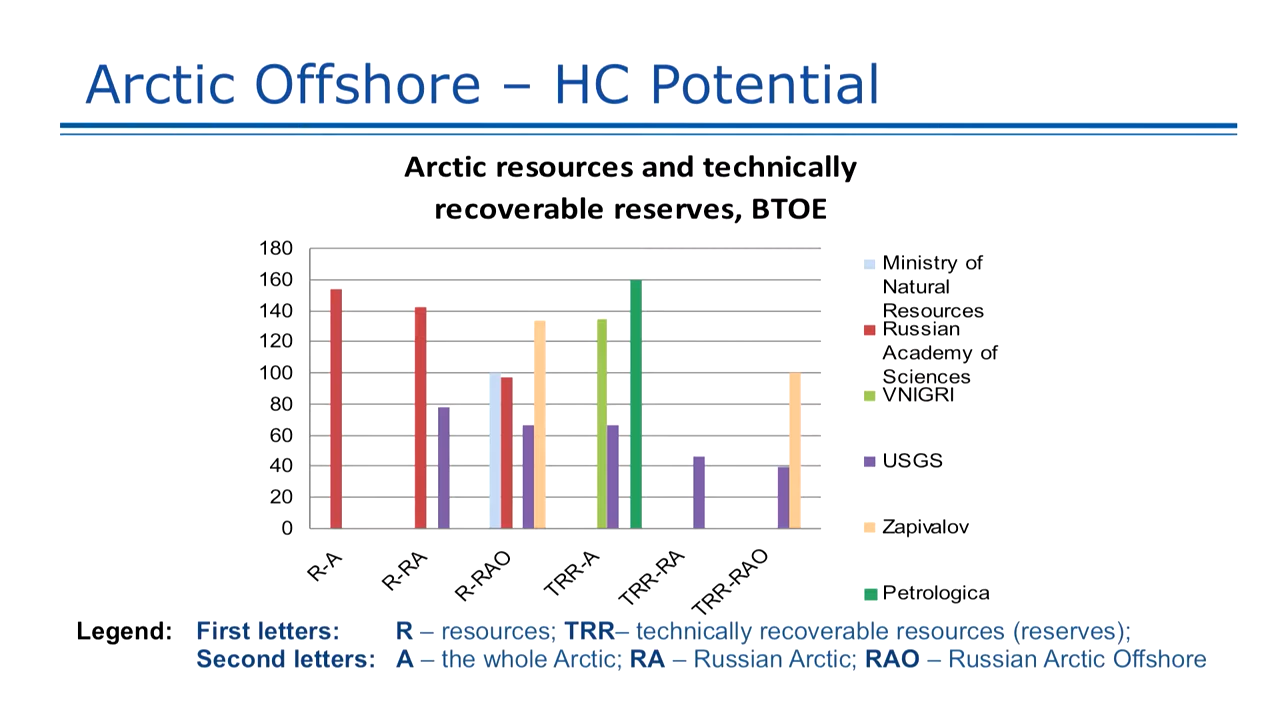 Arctic Offshore – HC Potential
Arctic resources and technically
recoverable reserves, BTOE
180
160
140
120
100
80
60
40
20
0
R-A
R-RA
R-RAO
TRR-A
TRR-RA
TRR-RAO
Ministry of
Natural
Resources
Russian
Academy of
Sciences
VNIGRI
USGS
Zapivalov
Petrologica
Legend: First letters: R – resources; TRR– technically recoverable resources (reserves);
Second letters: A – the whole Arctic; RA – Russian Arctic; RAO – Russian Arctic Offshore